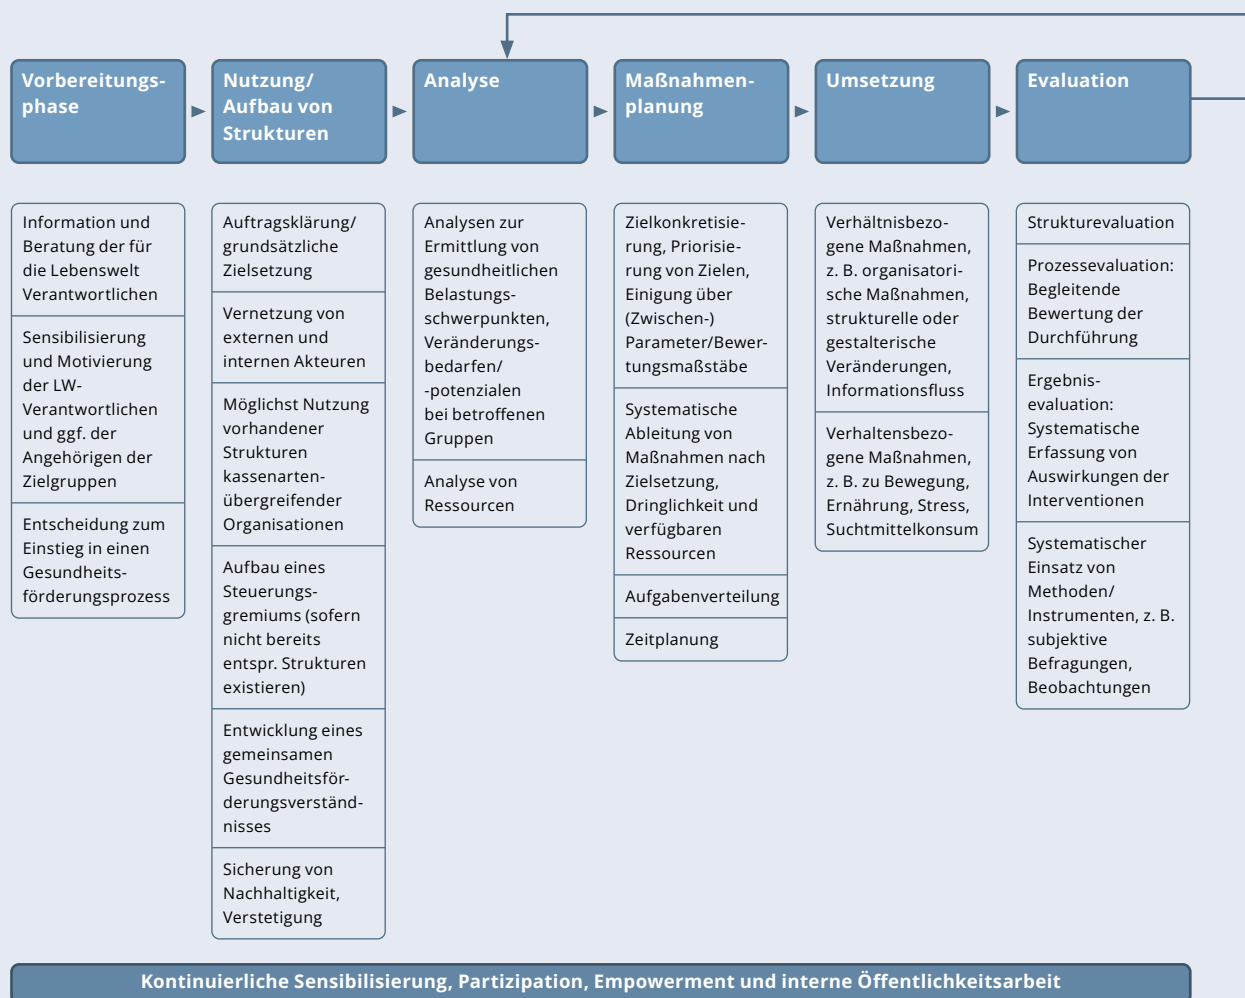 Vorbereitungs-
phase
Nutzung/
Aufbau von
Strukturen
Analyse
Maßnahmen-
planung
Umsetzung
Evaluation
Information und
Beratung der für
die Lebenswelt
Verantwortlichen
Sensibilisierung
und Motivierung
der LW-
Verantwortlichen
und ggf. der
Angehörigen der
Zielgruppen
Entscheidung zum
Einstieg in einen
Gesundheits-
förderungsprozess
Auftragsklärung/
grundsätzliche
Zielsetzung
Vernetzung von
externen und
internen Akteuren
Möglichst Nutzung
vorhandener
Strukturen
kassenarten-
übergreifender
Organisationen
Aufbau eines
Steuerungs-
gremiums (sofern
nicht bereits
entspr. Strukturen
existieren)
Entwicklung eines
gemeinsamen
Gesundheitsför-
derungsverständ-
nisses
Sicherung von
Nachhaltigkeit,
Verstetigung
Analysen zur
Ermittlung von
gesundheitlichen
Belastungs-
schwerpunkten,
Veränderungs-
bedarfen/
-potenzialen
bei betroffenen
Gruppen
Analyse von
Ressourcen
Zielkonkretisie-
rung, Priorisie-
rung von Zielen,
Einigung über
(Zwischen-)
Parameter/Bewer-
tungsmaßstäbe
Systematische
Ableitung von
Maßnahmen nach
Zielsetzung,
Dringlichkeit und
verfügbaren
Ressourcen
Aufgabenverteilung
Zeitplanung
Verhältnisbezo-
gene Maßnahmen,
z. B. organisatori-
sche Maßnahmen,
strukturelle oder
gestalterische
Veränderungen,
Informationsfluss
Verhaltensbezo-
gene Maßnahmen,
z. B. zu Bewegung,
Ernährung, Stress,
Suchtmittelkonsum
Strukturevaluation
Prozessevaluation:
Begleitende
Bewertung der
Durchführung
Ergebnis-
evaluation:
Systematische
Erfassung von
Auswirkungen der
Interventionen
Systematischer
Einsatz von
Methoden/
Instrumenten, z. B.
subjektive
Befragungen,
Beobachtungen
Kontinuierliche Sensibilisierung, Partizipation, Empowerment und interne Öffentlichkeitsarbeit